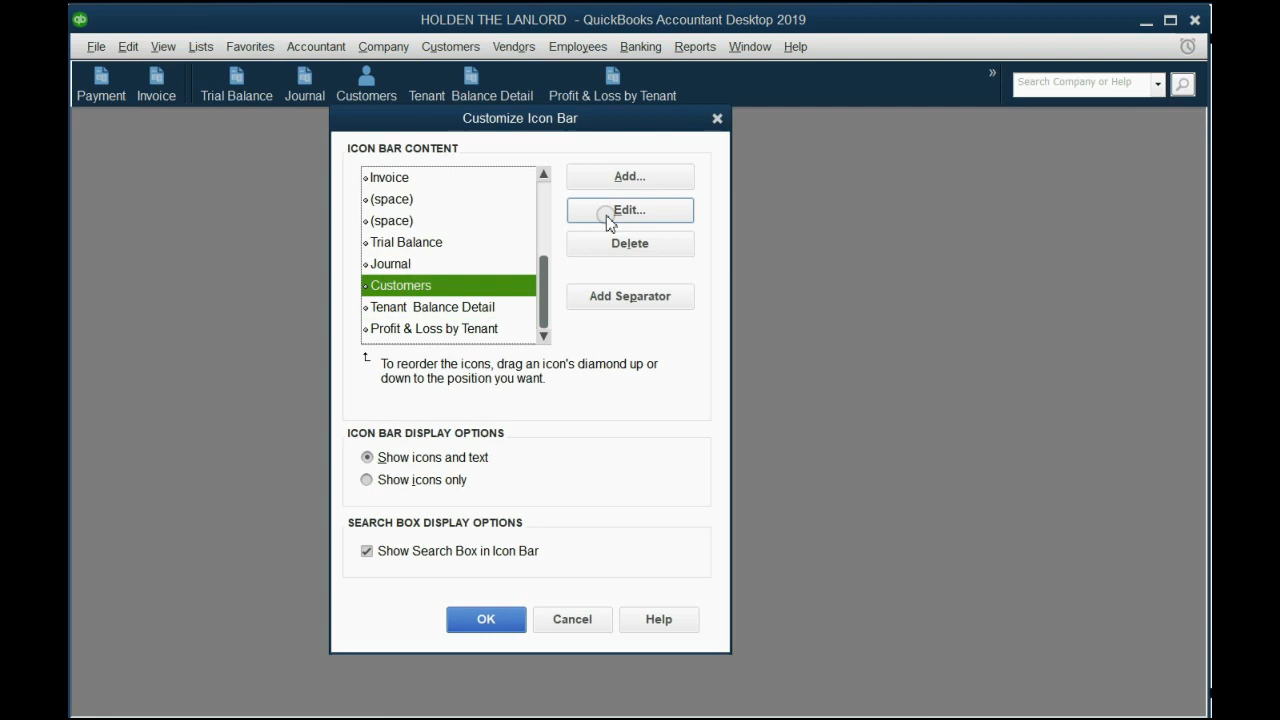 qb
HOLDEN THE LANLORD - QuickBooks Accountant Desktop 2019
File Edit View Lists Favorites Accountant Company Customers Vendors Employees Banking Reports Window Help
Payment Invoice Trial Balance Journal Customers Tenant Balance Detail Profit & Loss by Tenant » Search Company or Help
Customize Icon Bar
ICON BAR CONTENT
Invoice
(space)
(space)
Trial Balance
Journal
Customers
Tenant Balance Detail
Profit & Loss by Tenant
Add...
Edit...
Delete
Add Separator
To reorder the icons, drag an icon's diamond up or
down to the position you want.
ICON BAR DISPLAY OPTIONS
Show icons and text
Show icons only
SEARCH BOX DISPLAY OPTIONS
Show Search Box in Icon Bar
OK Cancel Help